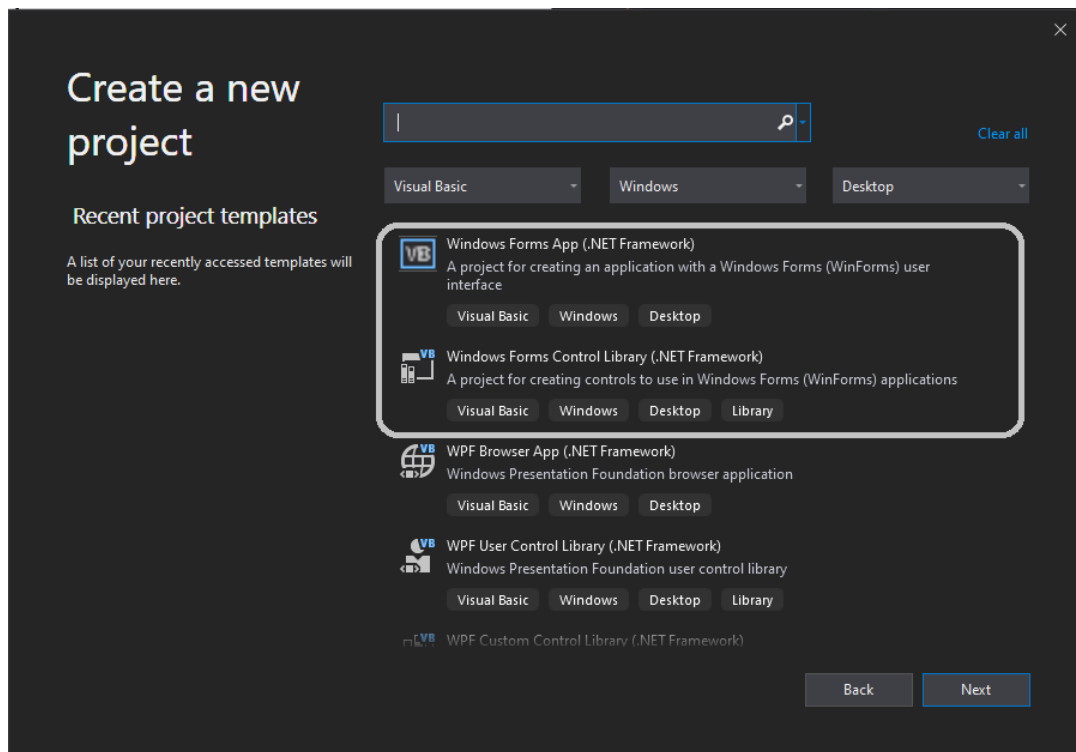 Create a new
project
Clear all
Visual Basic
Windows
Desktop
Recent project templates
A list of your recently accessed templates will
be displayed here.
VB
Windows Forms App (.NET Framework)
A project for creating an application with a Windows Forms (WinForms) user
interface
Visual Basic Windows Desktop
VB
Windows Forms Control Library (.NET Framework)
A project for creating controls to use in Windows Forms (WinForms) applications
Visual Basic Windows Desktop Library
VB
WPF Browser App (.NET Framework)
Windows Presentation Foundation browser application
Visual Basic Windows Desktop
VB
WPF User Control Library (.NET Framework)
Windows Presentation Foundation user control library
Visual Basic Windows Desktop Library
VB
WPF Custom Control Library (.NET Framework)
Back
Next